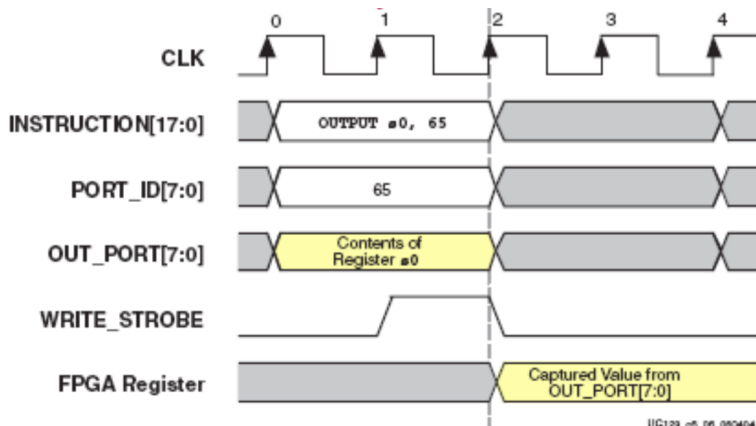 0 1 2 3 4
CLK
INSTRUCTION[17:0] OUTPUT s0, 65
PORT_ID[7:0] 65
OUT_PORT[7:0] Contents of
Register s0
WRITE_STROBE
FPGA Register Captured Value from
OUT_PORT[7:0]